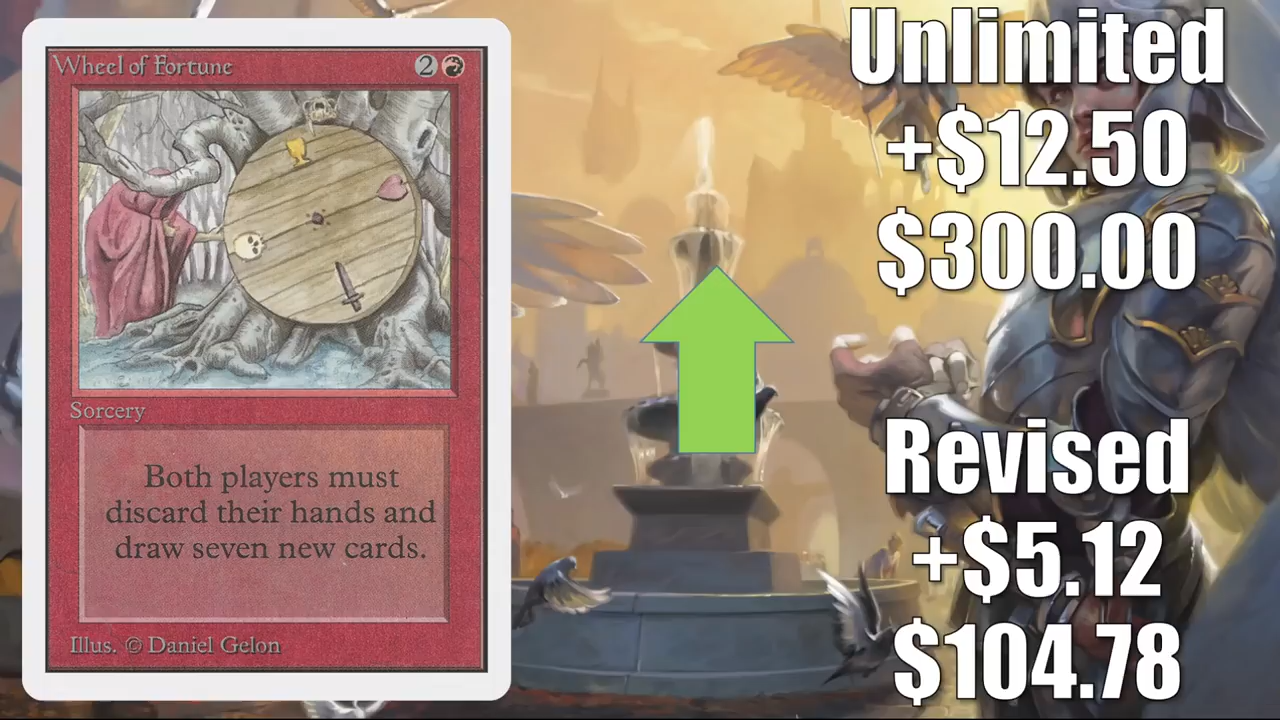 Wheel of Fortune 2
Sorcery
Both players must
discard their hands and
draw seven new cards.
Illus. © Daniel Gelon
Unlimited
+$12.50
$300.00
Revised
+$5.12
$104.78